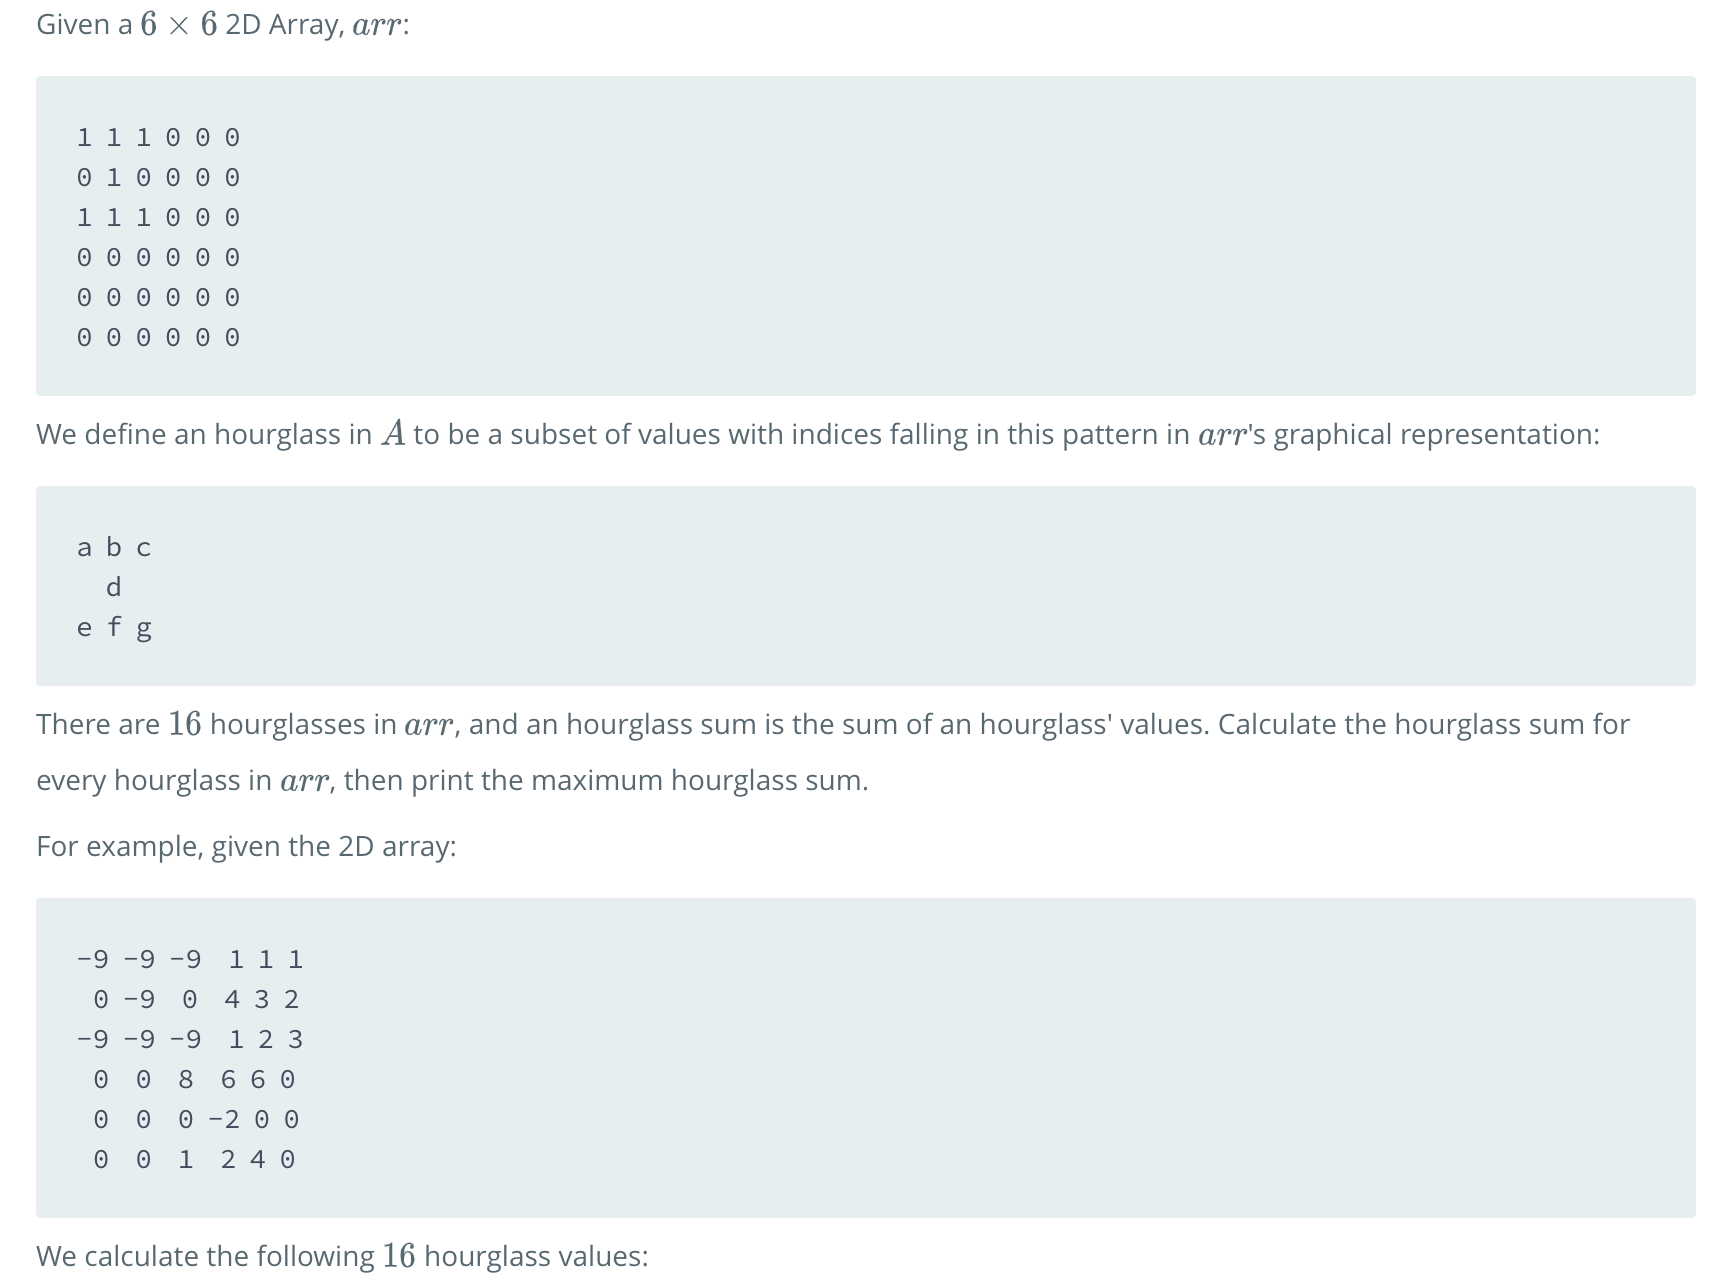 Given a 6 × 6 2D Array, arr:
1 1 1 0 0 0
0 1 0 0 0 0
1 1 1 0 0 0
0 0 0 0 0 0
0 0 0 0 0 0
0 0 0 0 0 0
We define an hourglass in A to be a subset of values with indices falling in this pattern in arr's graphical representation:
a b c
  d
e f g
There are 16 hourglasses in arr, and an hourglass sum is the sum of an hourglass' values. Calculate the hourglass sum for
every hourglass in arr, then print the maximum hourglass sum.
For example, given the 2D array:
-9 -9 -9  1 1 1
 0 -9  0  4 3 2
-9 -9 -9  1 2 3
 0  0  8  6 6 0
 0  0  0 -2 0 0
 0  0  1  2 4 0
We calculate the following 16 hourglass values: